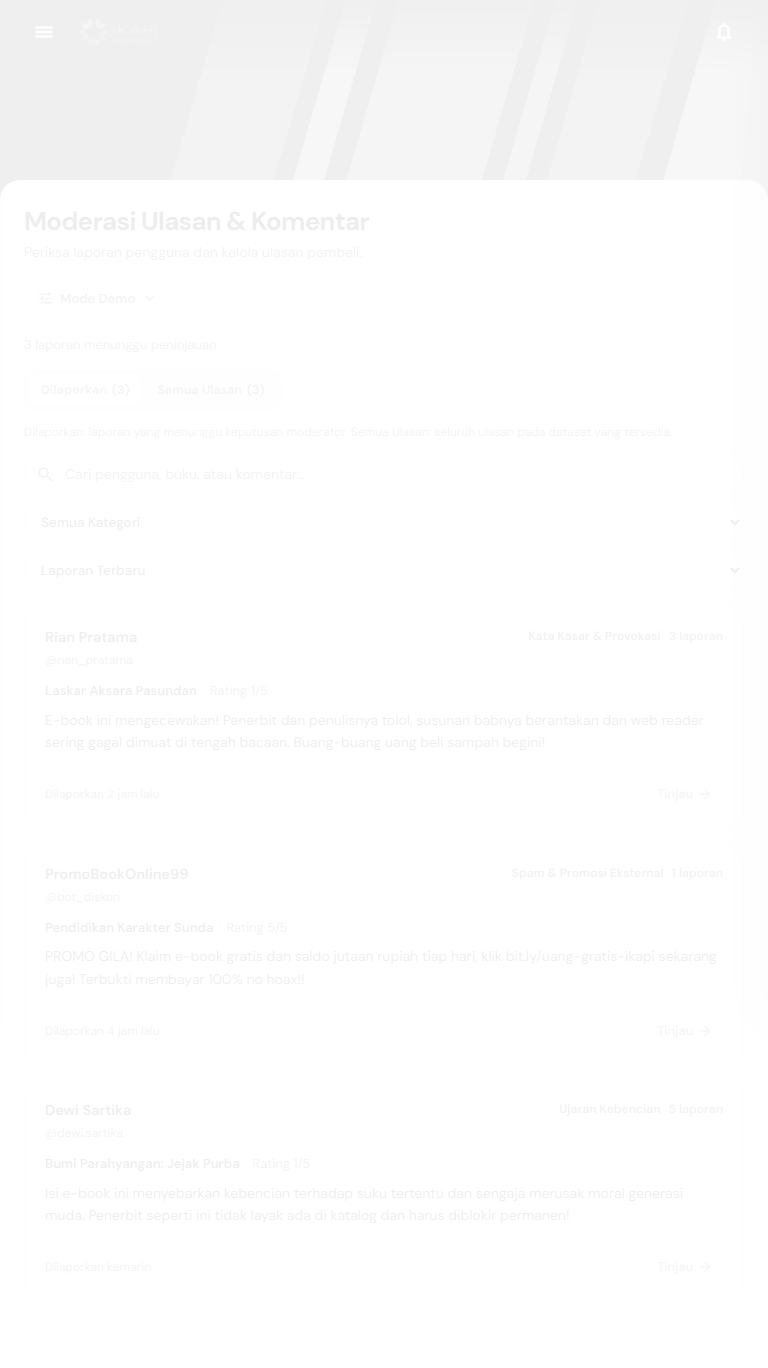 Moderasi Ulasan & Komentar
Periksa laporan pengguna dan kelola ulasan pembeli.
Mode Demo
3 laporan menunggu peninjauan
Dilaporkan (3) Semua Ulasan (3)
Dilaporkan: laporan yang menunggu keputusan moderator. Semua Ulasan: seluruh ulasan pada dataset yang tersedia.
Cari pengguna, buku, atau komentar...
Semua Kategori
Laporan Terbaru
Rian Pratama Kata Kasar & Provokasi 3 laporan
@rian_pratama
Laskar Aksara Pasundan Rating 1/5
E-book ini mengecewakan! Penerbit dan penulisnya tolol, susunan babnya berantakan dan web reader
sering gagal dimuat di tengah bacaan. Buang-buang uang beli sampah begini!
Dilaporkan 2 jam lalu Tinjau →
PromoBookOnline99 Spam & Promosi Eksternal 1 laporan
@bot_diskon
Pendidikan Karakter Sunda Rating 5/5
PROMO GILA! Klaim e-book gratis dan saldo jutaan rupiah tiap hari, klik bit.ly/uang-gratis-ikapi sekarang
juga! Terbukti membayar 100% no hoax!!
Dilaporkan 4 jam lalu Tinjau →
Dewi Sartika Ujaran Kebencian 5 laporan
@dewi.sartika
Bumi Parahyangan: Jejak Purba Rating 1/5
Isi e-book ini menyebarkan kebencian terhadap suku tertentu dan sengaja merusak moral generasi
muda. Penerbit seperti ini tidak layak ada di katalog dan harus diblokir permanen!
Dilaporkan kemarin Tinjau →